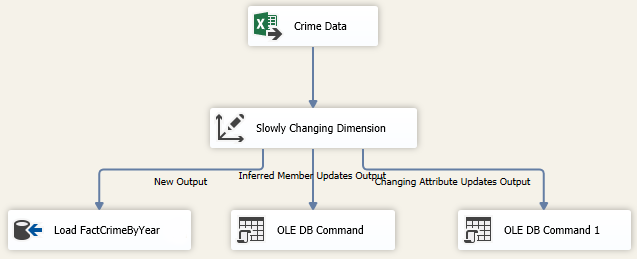 Crime Data
Slowly Changing Dimension
New Output
Inferred Member Updates Output
Changing Attribute Updates Output
Load FactCrimeByYear
OLE DB Command
OLE DB Command 1